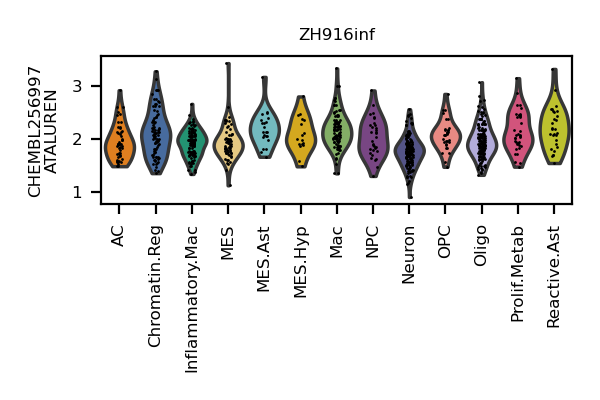 ZH916inf
CHEMBL256997
ATALUREN
3
2
1
AC
Chromatin.Reg
Inflammatory.Mac
MES
MES.Ast
MES.Hyp
Mac
NPC
Neuron
OPC
Oligo
Prolif.Metab
Reactive.Ast